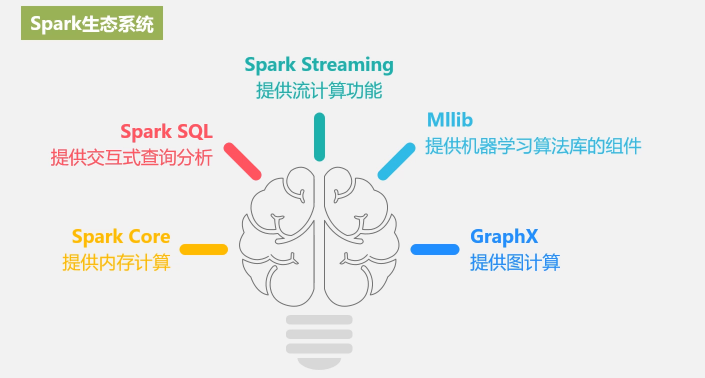 Spark生态系统
Spark Streaming
提供流计算功能
Spark SQL
提供交互式查询分析
Mllib
提供机器学习算法库的组件
Spark Core
提供内存计算
GraphX
提供图计算